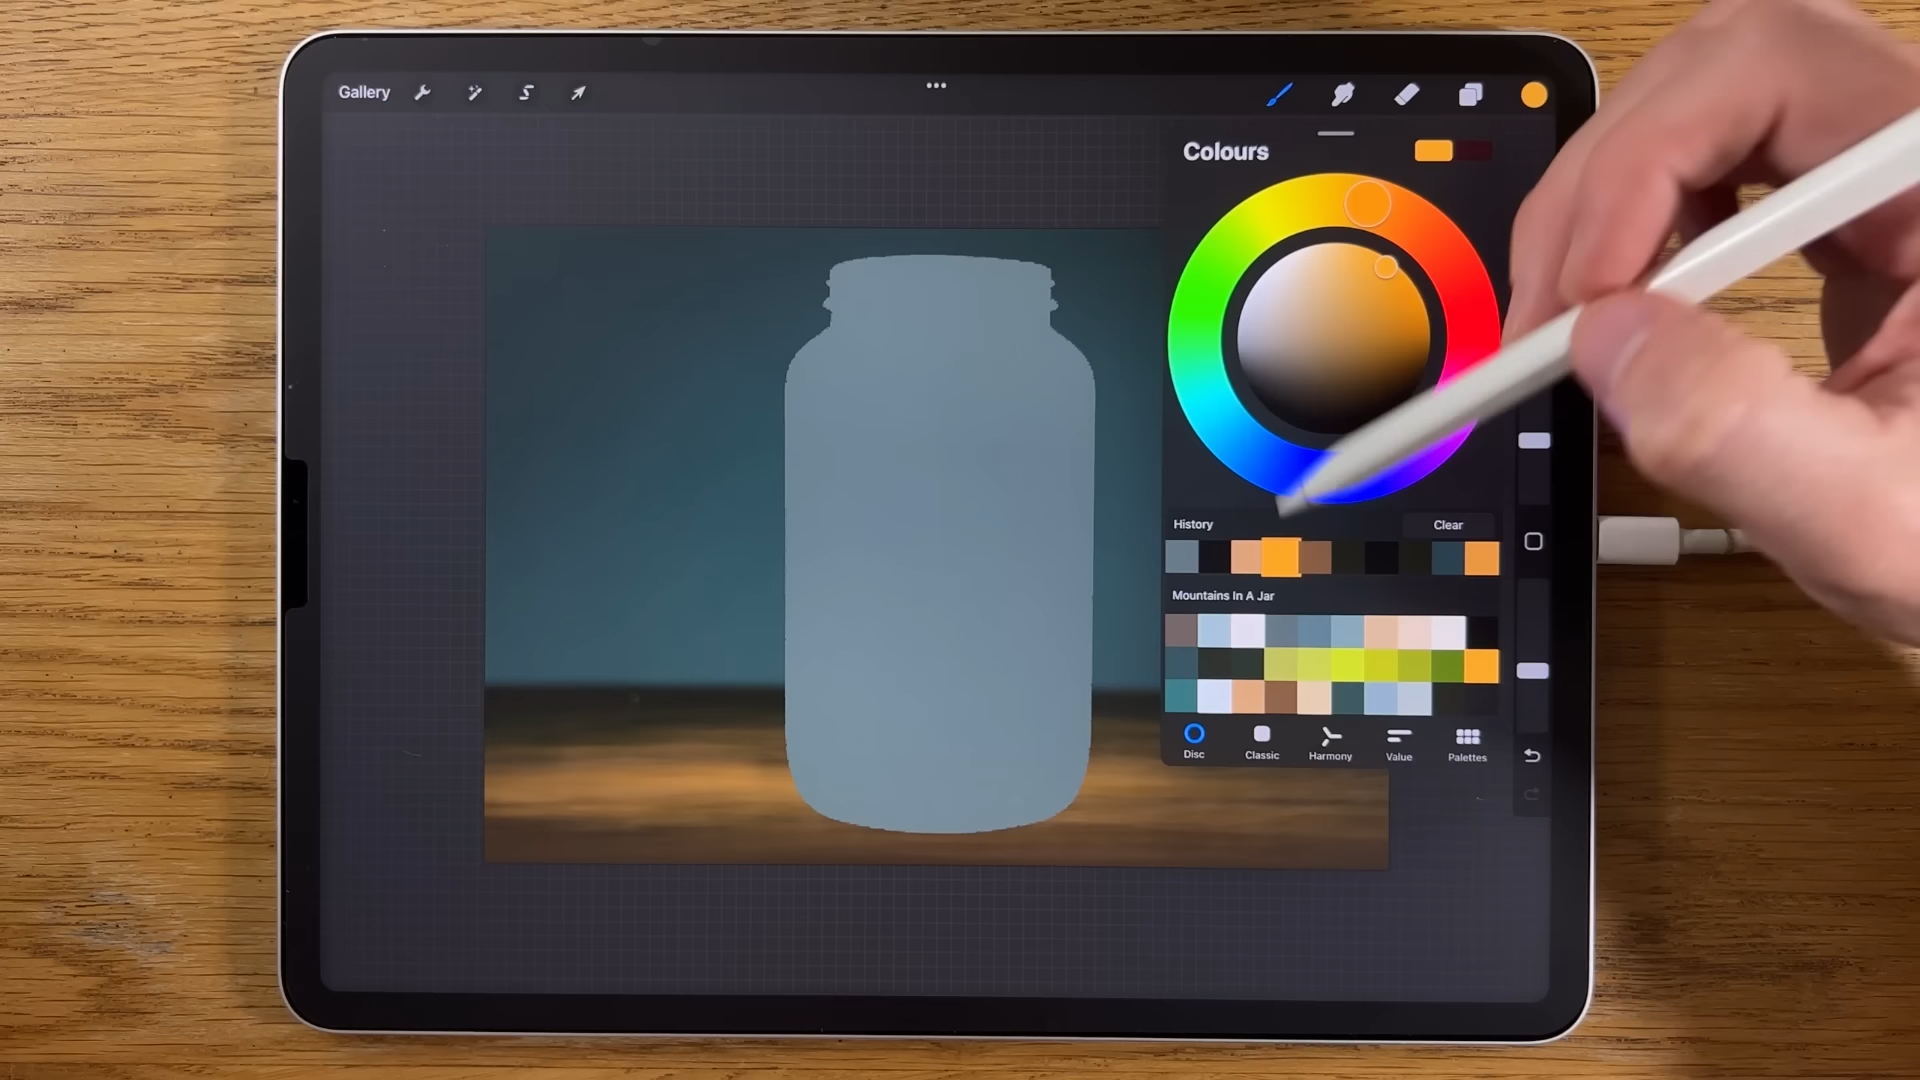 Gallery
Colours
History
Clear
Mountains In A Jar
Disc
Classic
Harmony
Value
Palettes